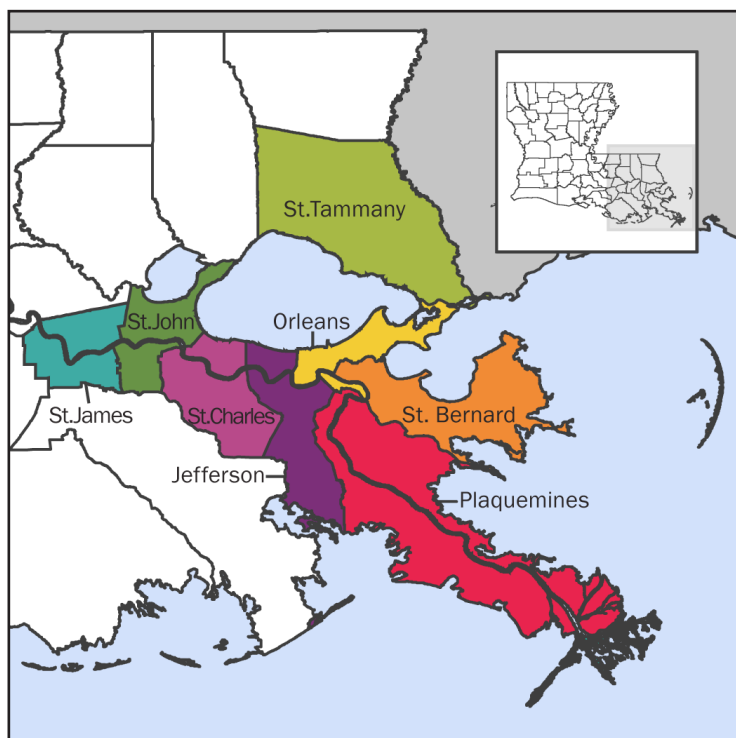 St.Tammany
Orleans
St.John
St.James
St.Charles
St. Bernard
Jefferson
Plaquemines